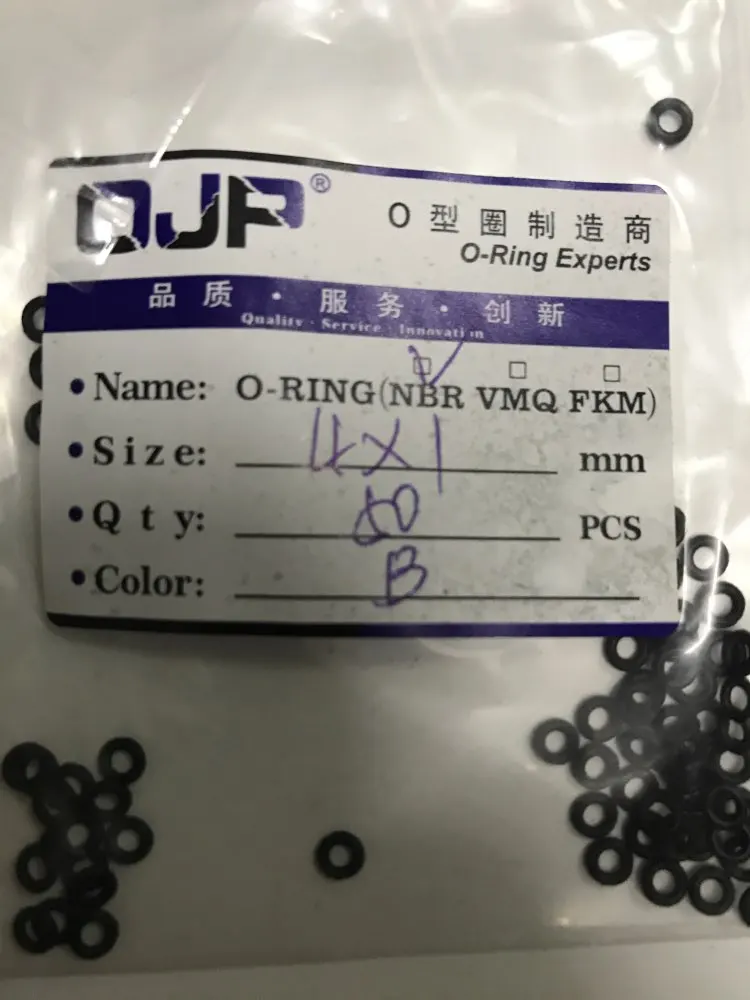 OJP®
O型圈制造商
O-Ring Experts
品质·服务·创新
Quality · Service · Innovation
• Name: O-RING(NBR VMQ FKM)
• Size: 4x1 mm
• Qty: 50 PCS
• Color: B